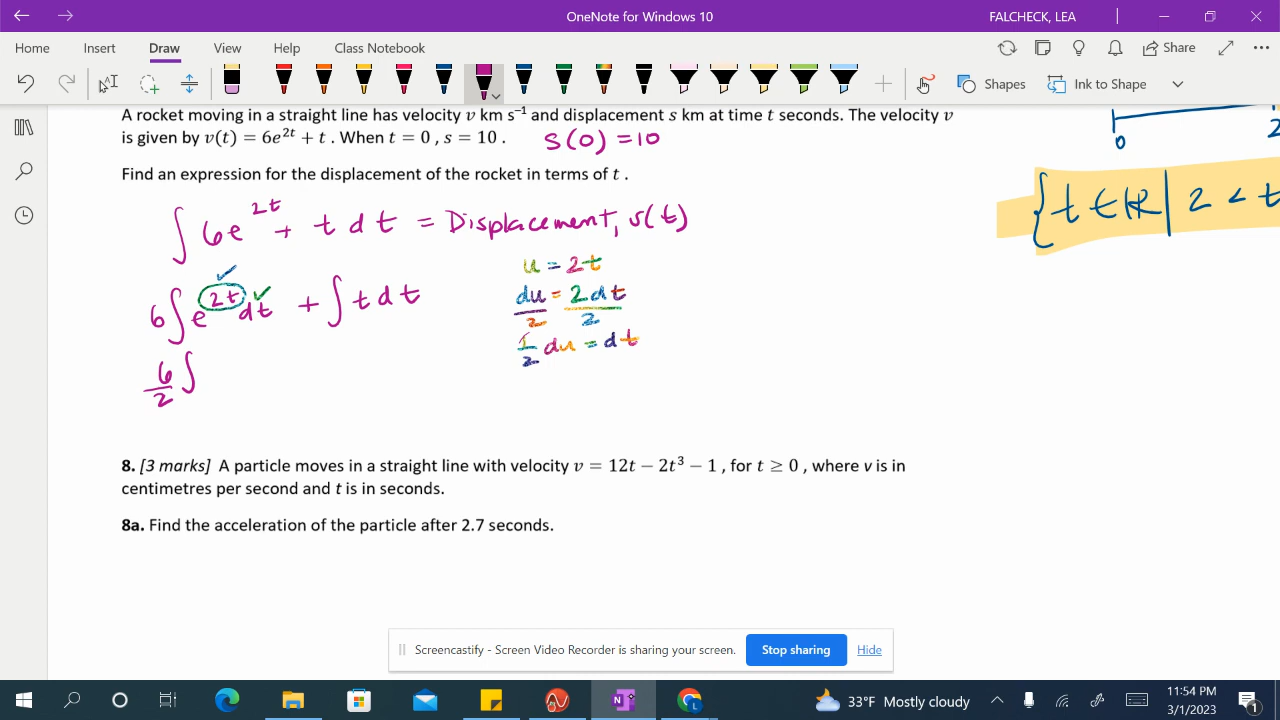 OneNote for Windows 10
FALCHECK, LEA
Home Insert Draw View Help Class Notebook
Share
Shapes
Ink to Shape
A rocket moving in a straight line has velocity v km s⁻¹ and displacement s km at time t seconds. The velocity v
is given by v(t) = 6e^{2t} + t . When t = 0 , s = 10 .
s(0) = 10
Find an expression for the displacement of the rocket in terms of t .
∫ 6e^{2t} + t dt = Displacement, s(t)
u = 2t
6∫ e^{2t} dt + ∫ t dt
du/2 = 2dt/2
1/2 du = dt
6/2 ∫
0
2
{t ∈ ℝ | 2 < t
8. [3 marks] A particle moves in a straight line with velocity v = 12t − 2t³ − 1 , for t ≥ 0 , where v is in
centimetres per second and t is in seconds.
8a. Find the acceleration of the particle after 2.7 seconds.
Screencastify - Screen Video Recorder is sharing your screen.
Stop sharing
Hide
33°F Mostly cloudy
11:54 PM
3/1/2023
1